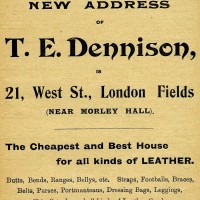 NEW ADDRESS
OF
T. E. Dennison,
IS
21, West St., London Fields
(NEAR MORLEY HALL).
The Cheapest and Best House
for all kinds of LEATHER.
Butts, Bends, Ranges, Bellys, etc. Straps, Footballs, Braces,
Belts, Purses, Portmanteaus, Dressing Bags, Leggings,